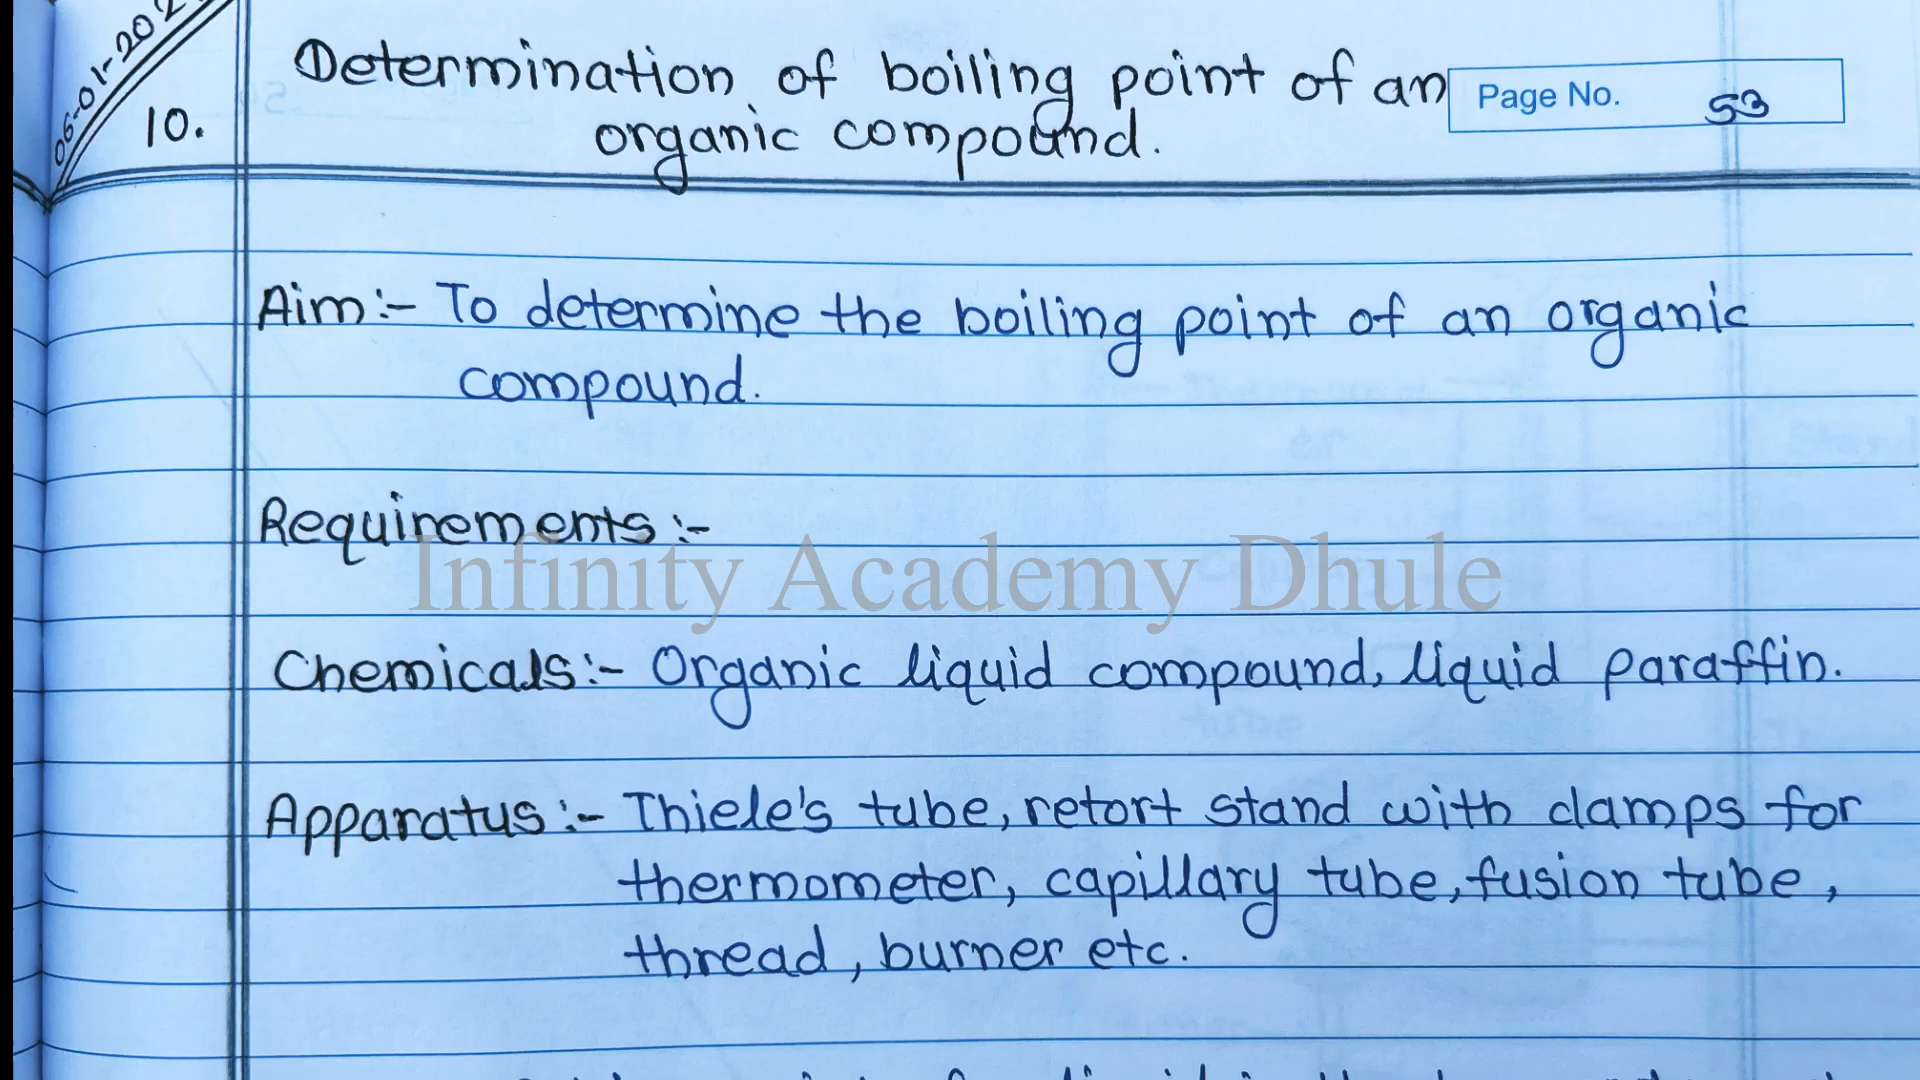 06-01-202
10.
Determination of boiling point of an
organic compound.
Page No. 53
Aim:- To determine the boiling point of an organic
compound.
Requirements:-
Infinity Academy Dhule
Chemicals:- Organic liquid compound, liquid paraffin.
Apparatus:- Thiele's tube, retort stand with clamps for
thermometer, capillary tube, fusion tube,
thread, burner etc.